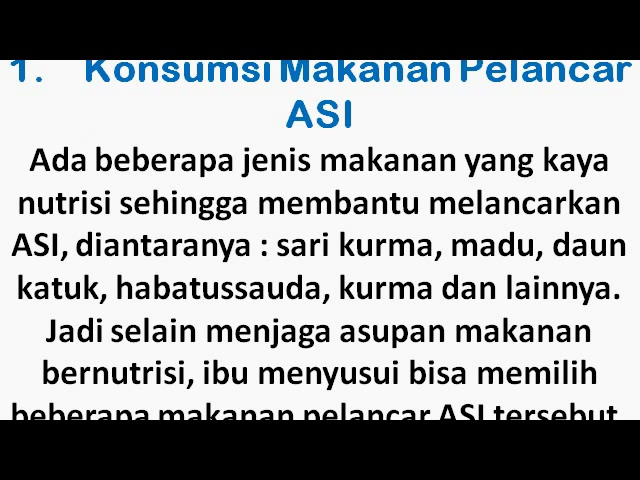 1. Konsumsi Makanan Pelancar
ASI
Ada beberapa jenis makanan yang kaya
nutrisi sehingga membantu melancarkan
ASI, diantaranya : sari kurma, madu, daun
katuk, habatussauda, kurma dan lainnya.
Jadi selain menjaga asupan makanan
bernutrisi, ibu menyusui bisa memilih
beberapa makanan pelancar ASI tersebut.